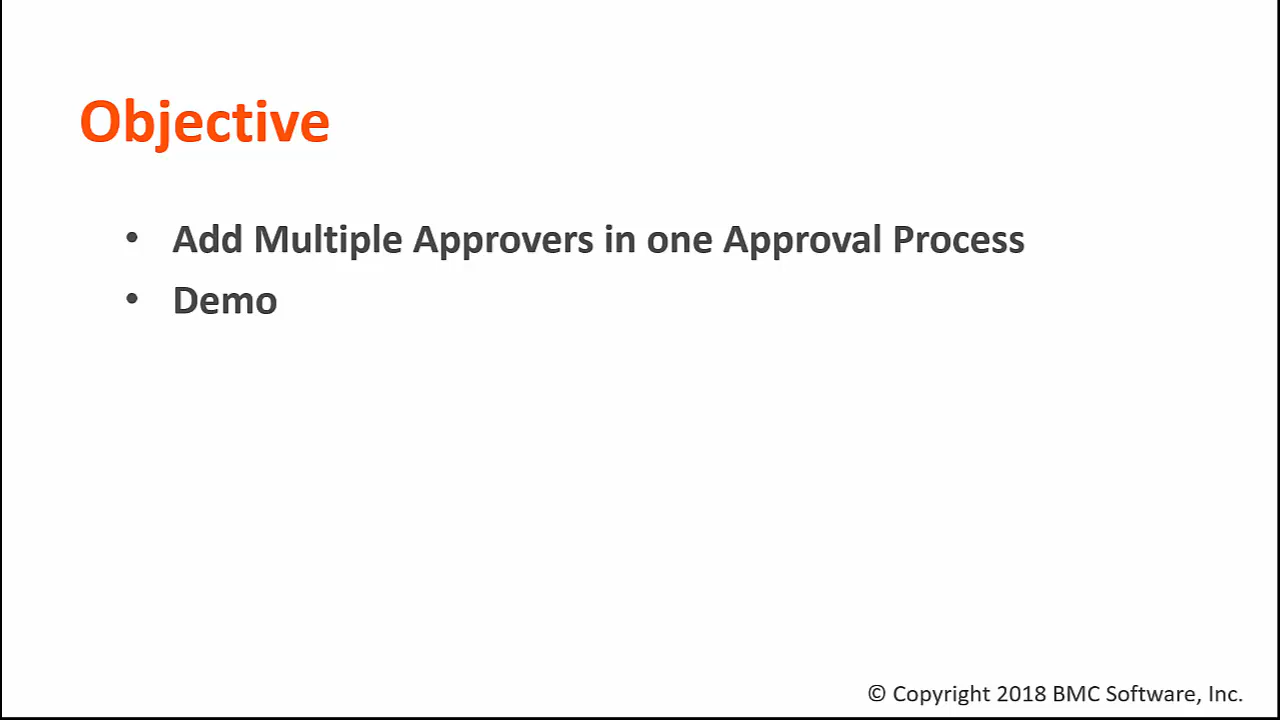 Objective
• Add Multiple Approvers in one Approval Process
• Demo
© Copyright 2018 BMC Software, Inc.